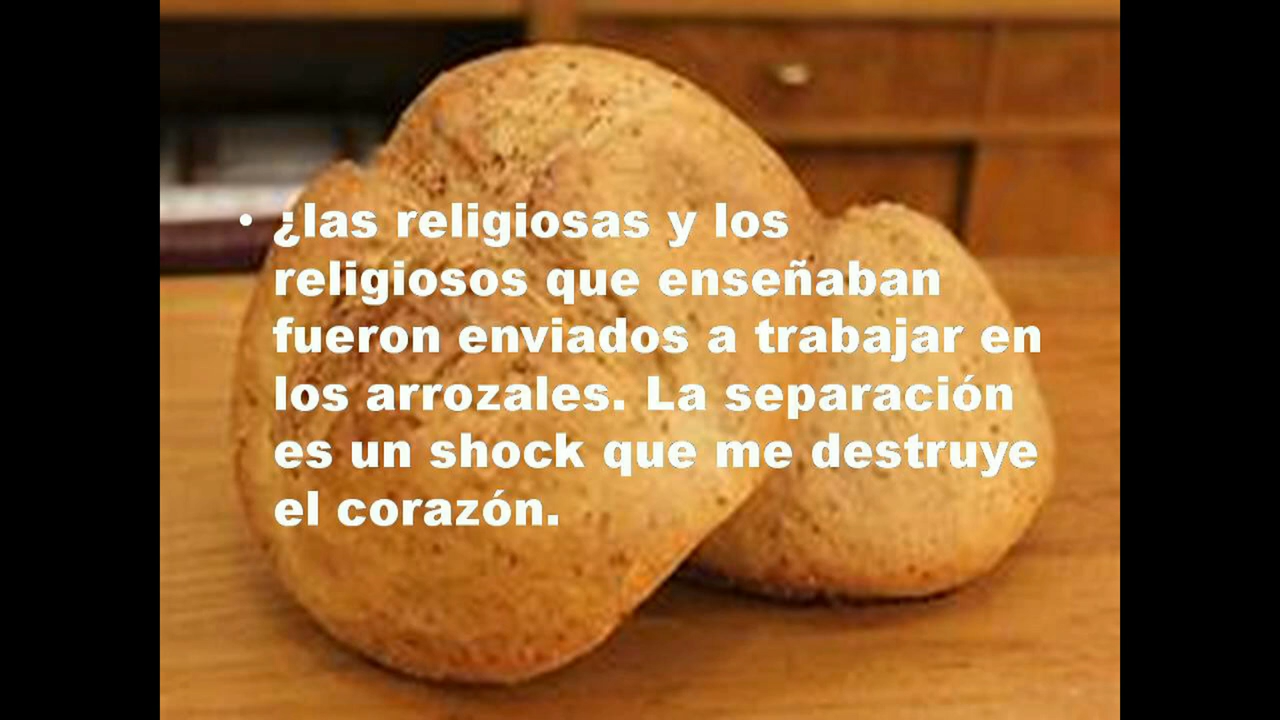 • ¿las religiosas y los
religiosos que enseñaban
fueron enviados a trabajar en
los arrozales. La separación
es un shock que me destruye
el corazón.